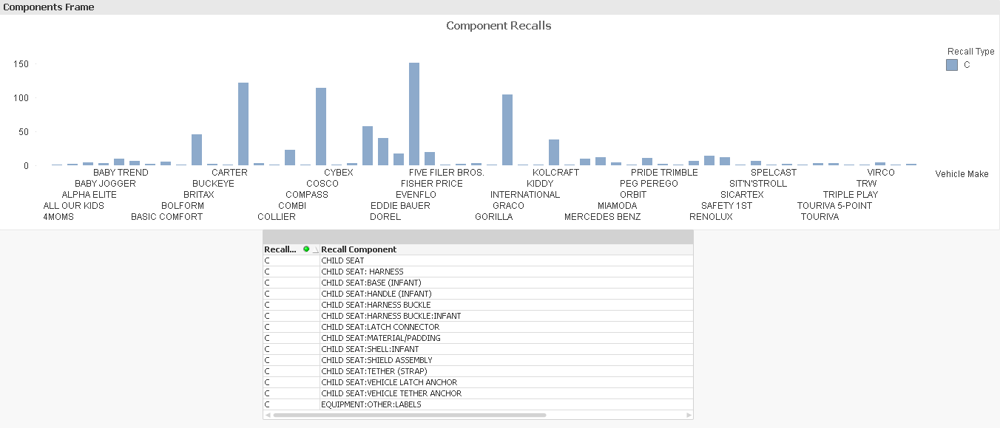 Components Frame
Component Recalls
Recall Type
C
150
100
50
0
BABY TREND CARTER CYBEX FIVE FILER BROS. KOLCRAFT PRIDE TRIMBLE SPELCAST VIRCO
Vehicle Make
BABY JOGGER BUCKEYE COSCO FISHER PRICE KIDDY PEG PEREGO SIT'N'STROLL TRW
ALPHA ELITE BRITAX COMPASS EVENFLO INTERNATIONAL ORBIT SICARTEX TRIPLE PLAY
ALL OUR KIDS BOLFORM COMBI EDDIE BAUER GRACO MIAMODA SAFETY 1ST TOURIVA 5-POINT
4MOMS BASIC COMFORT COLLIER DOREL GORILLA MERCEDES BENZ RENOLUX TOURIVA
Recall... Recall Component
C CHILD SEAT
C CHILD SEAT: HARNESS
C CHILD SEAT:BASE (INFANT)
C CHILD SEAT:HANDLE (INFANT)
C CHILD SEAT:HARNESS BUCKLE
C CHILD SEAT:HARNESS BUCKLE:INFANT
C CHILD SEAT:LATCH CONNECTOR
C CHILD SEAT:MATERIAL/PADDING
C CHILD SEAT:SHELL:INFANT
C CHILD SEAT:SHIELD ASSEMBLY
C CHILD SEAT:TETHER (STRAP)
C CHILD SEAT:VEHICLE LATCH ANCHOR
C CHILD SEAT:VEHICLE TETHER ANCHOR
C EQUIPMENT:OTHER:LABELS